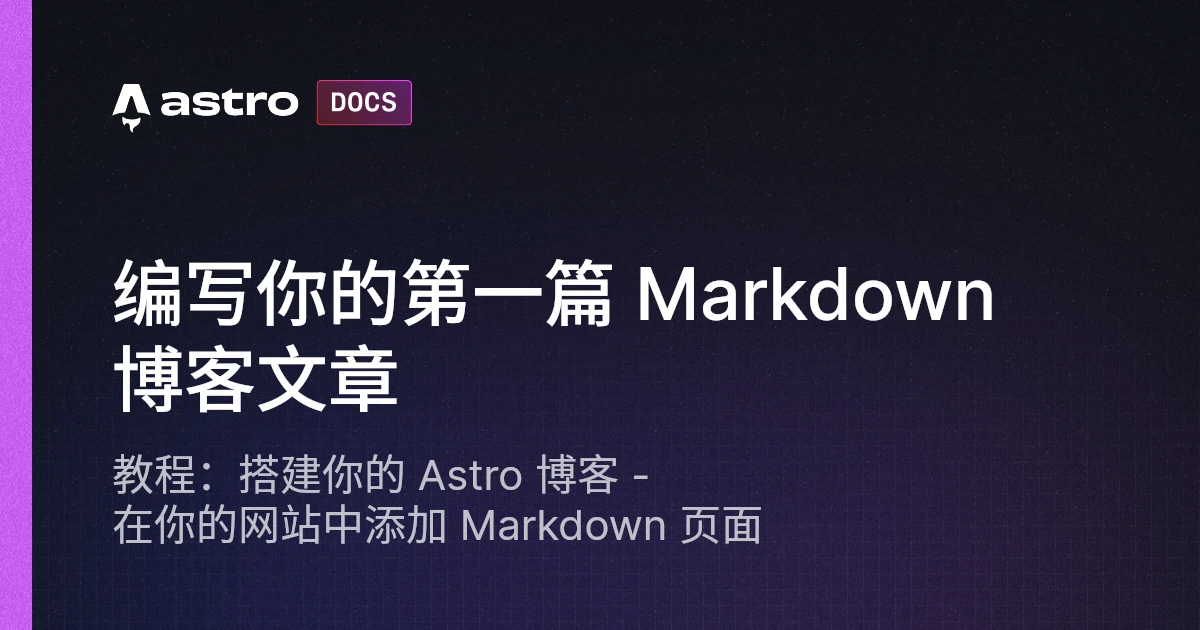 astro DOCS
编写你的第一篇 Markdown
博客文章
教程：搭建你的 Astro 博客 -
在你的网站中添加 Markdown 页面